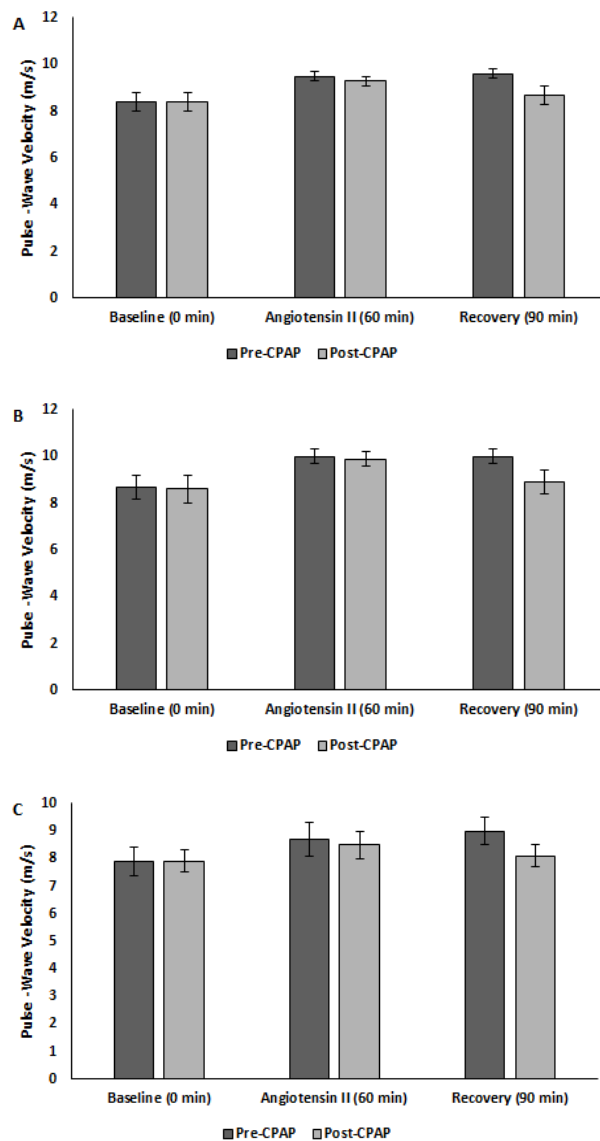 A
Pulse -Wave Velocity (m/s)
12
10
8
6
4
2
0
Baseline (0 min) Angiotensin II (60 min) Recovery (90 min)
Pre-CPAP Post-CPAP
B
Pulse -Wave Velocity (m/s)
12
10
8
6
4
2
0
Baseline (0 min) Angiotensin II (60 min) Recovery (90 min)
Pre-CPAP Post-CPAP
C
Pulse -Wave Velocity (m/s)
10
9
8
7
6
5
4
3
2
1
0
Baseline (0 min) Angiotensin II (60 min) Recovery (90 min)
Pre-CPAP Post-CPAP